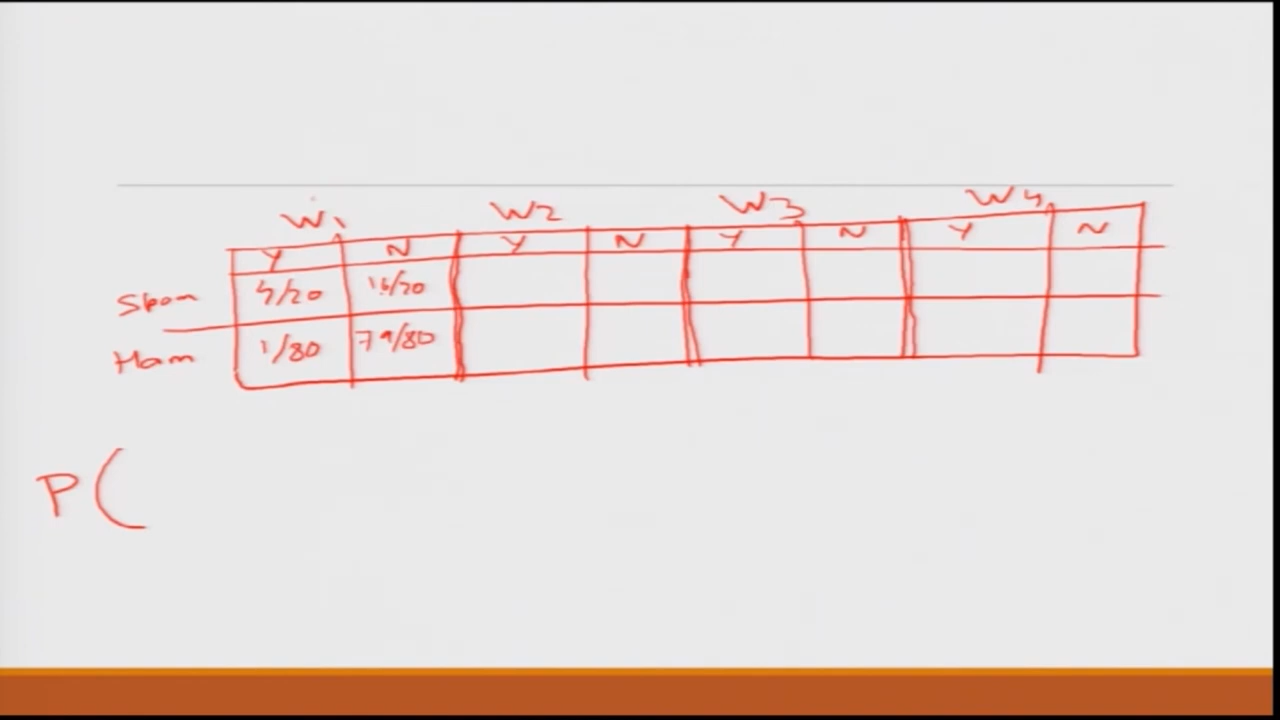 W1 W2 W3 W4
Y N Y N Y N Y N
Spam 4/20 16/20
Ham 1/80 79/80
P(